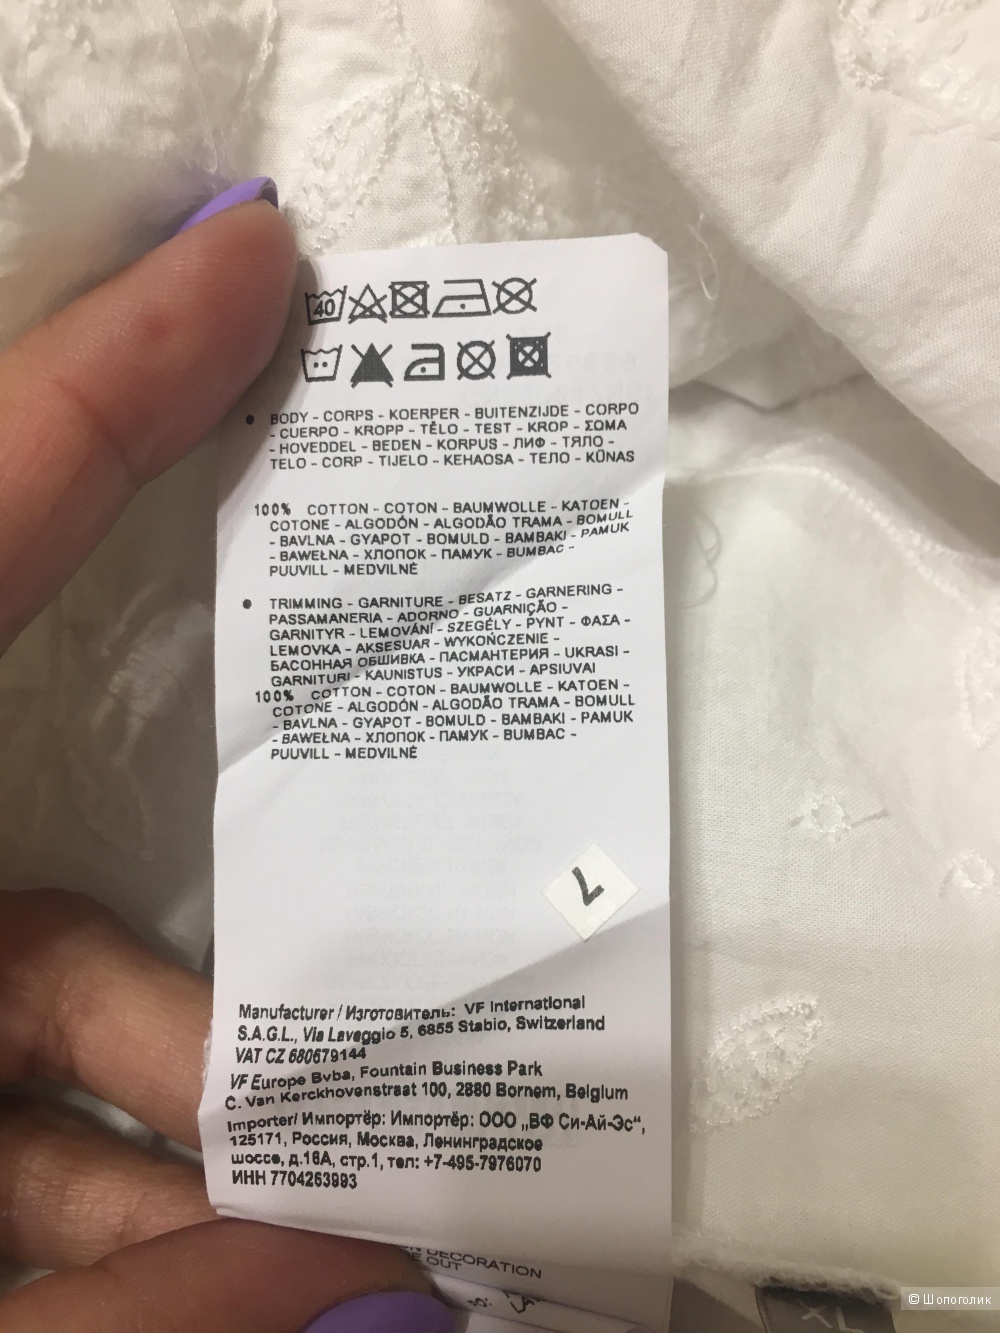 40
BODY - CORPS - KOERPER - BUITENZIJDE - CORPO
- CUERPO - KROPP - TĚLO - TEST - KROP - ΣΩΜΑ
- HOVEDDEL - BEDEN - KORPUS - ЛИФ - ТЯЛО -
TELO - CORP - TIJELO - KEHAOSA - ТЕЛО - KŪNAS
100% COTTON - COTON - BAUMWOLLE - KATOEN -
COTONE - ALGODÓN - ALGODÃO TRAMA - BOMULL
- BAVLNA - GYAPOT - BOMULD - BAMBAKI - PAMUK
- BAWEŁNA - ХЛОПОК - ПАМУК - BUMBAC -
PUUVILL - MEDVILNĖ
TRIMMING - GARNITURE - BESATZ - GARNERING -
PASSAMANERIA - ADORNO - GUARNIÇÃO -
GARNITYR - LEMOVÁNÍ - SZEGÉLY - PYNT - ΦΑΣΑ -
LEMOVKA - AKSESUAR - WYKOŃCZENIE -
БАСОННАЯ ОБШИВКА - ПАСМАНТЕРИЯ - UKRASI -
GARNITURI - KAUNISTUS - УКРАСИ - APSIUVAI
100% COTTON - COTON - BAUMWOLLE - KATOEN -
COTONE - ALGODÓN - ALGODÃO TRAMA - BOMULL
- BAVLNA - GYAPOT - BOMULD - BAMBAKI - PAMUK
- BAWEŁNA - ХЛОПОК - ПАМУК - BUMBAC -
PUUVILL - MEDVILNĖ
Manufacturer / Изготовитель: VF International
S.A.G.L., Via Laveggio 5, 6855 Stabio, Switzerland
VAT CZ 680679144
VF Europe Bvba, Fountain Business Park
C. Van Kerckhovenstraat 100, 2880 Bornem, Belgium
Importer/ Импортёр: Импортёр: ООО „ВФ Си-Ай-Эс“,
125171, Россия, Москва, Ленинградское
шоссе, д.16А, стр.1, тел: +7-495-7976070
ИНН 7704263993
DECORATION
OUT
XL
© Шопоголик